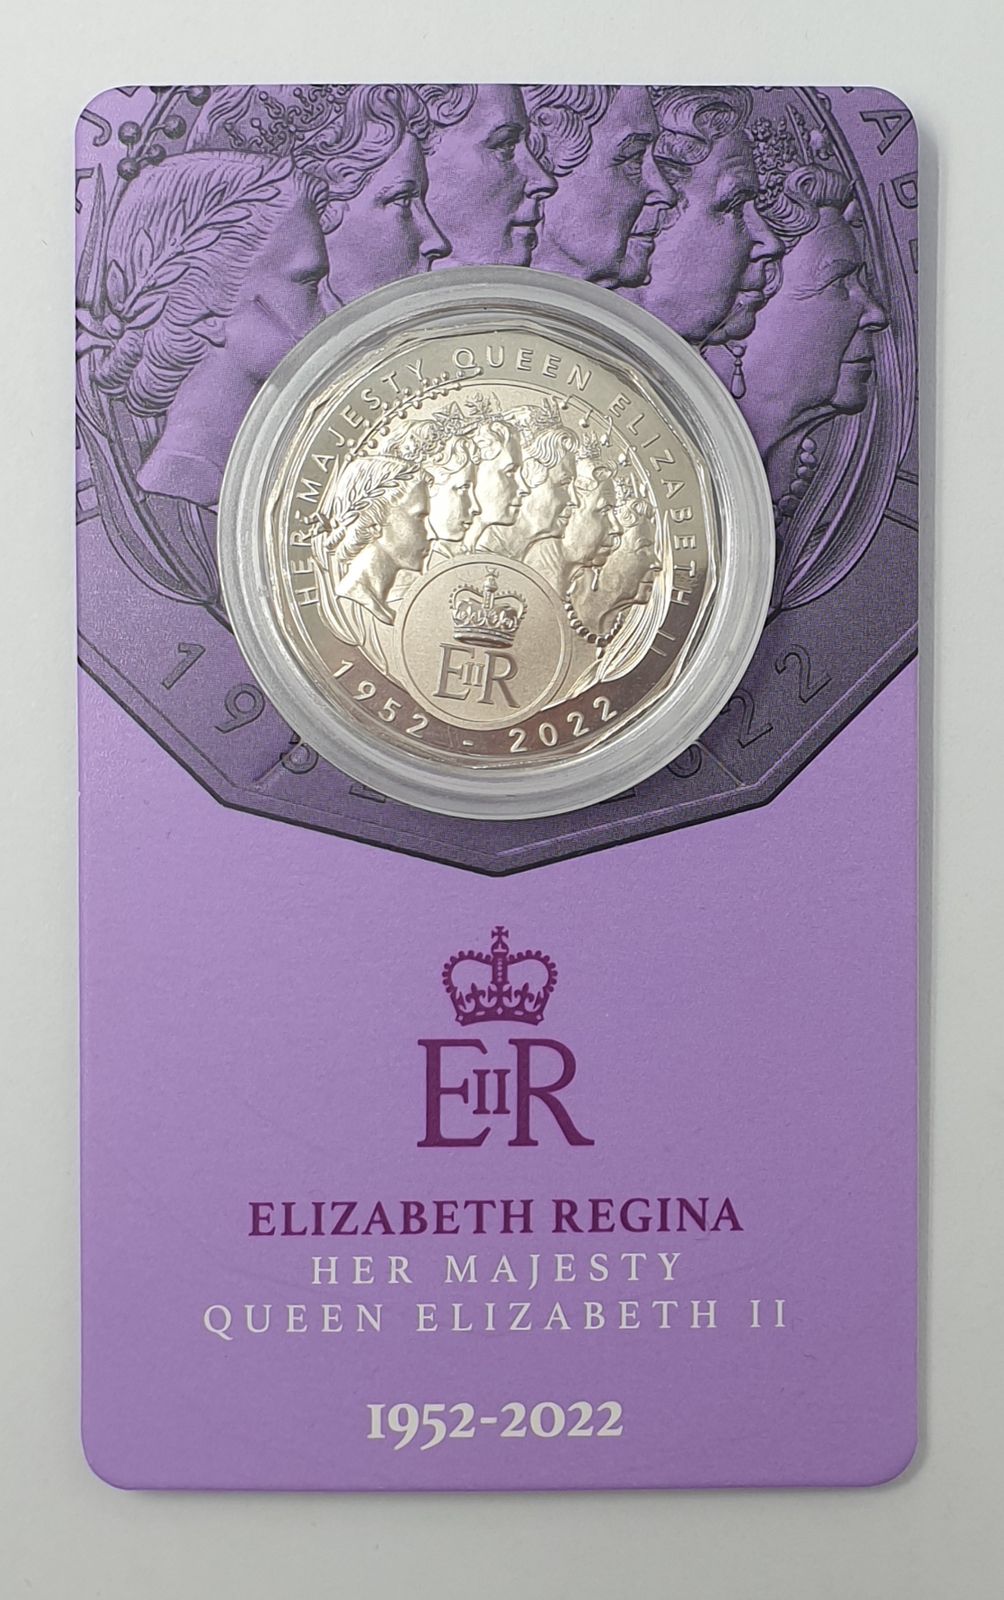 HER MAJESTY QUEEN ELIZABETH II
EIIR
1952 - 2022
EIIR
ELIZABETH REGINA
HER MAJESTY
QUEEN ELIZABETH II
1952-2022